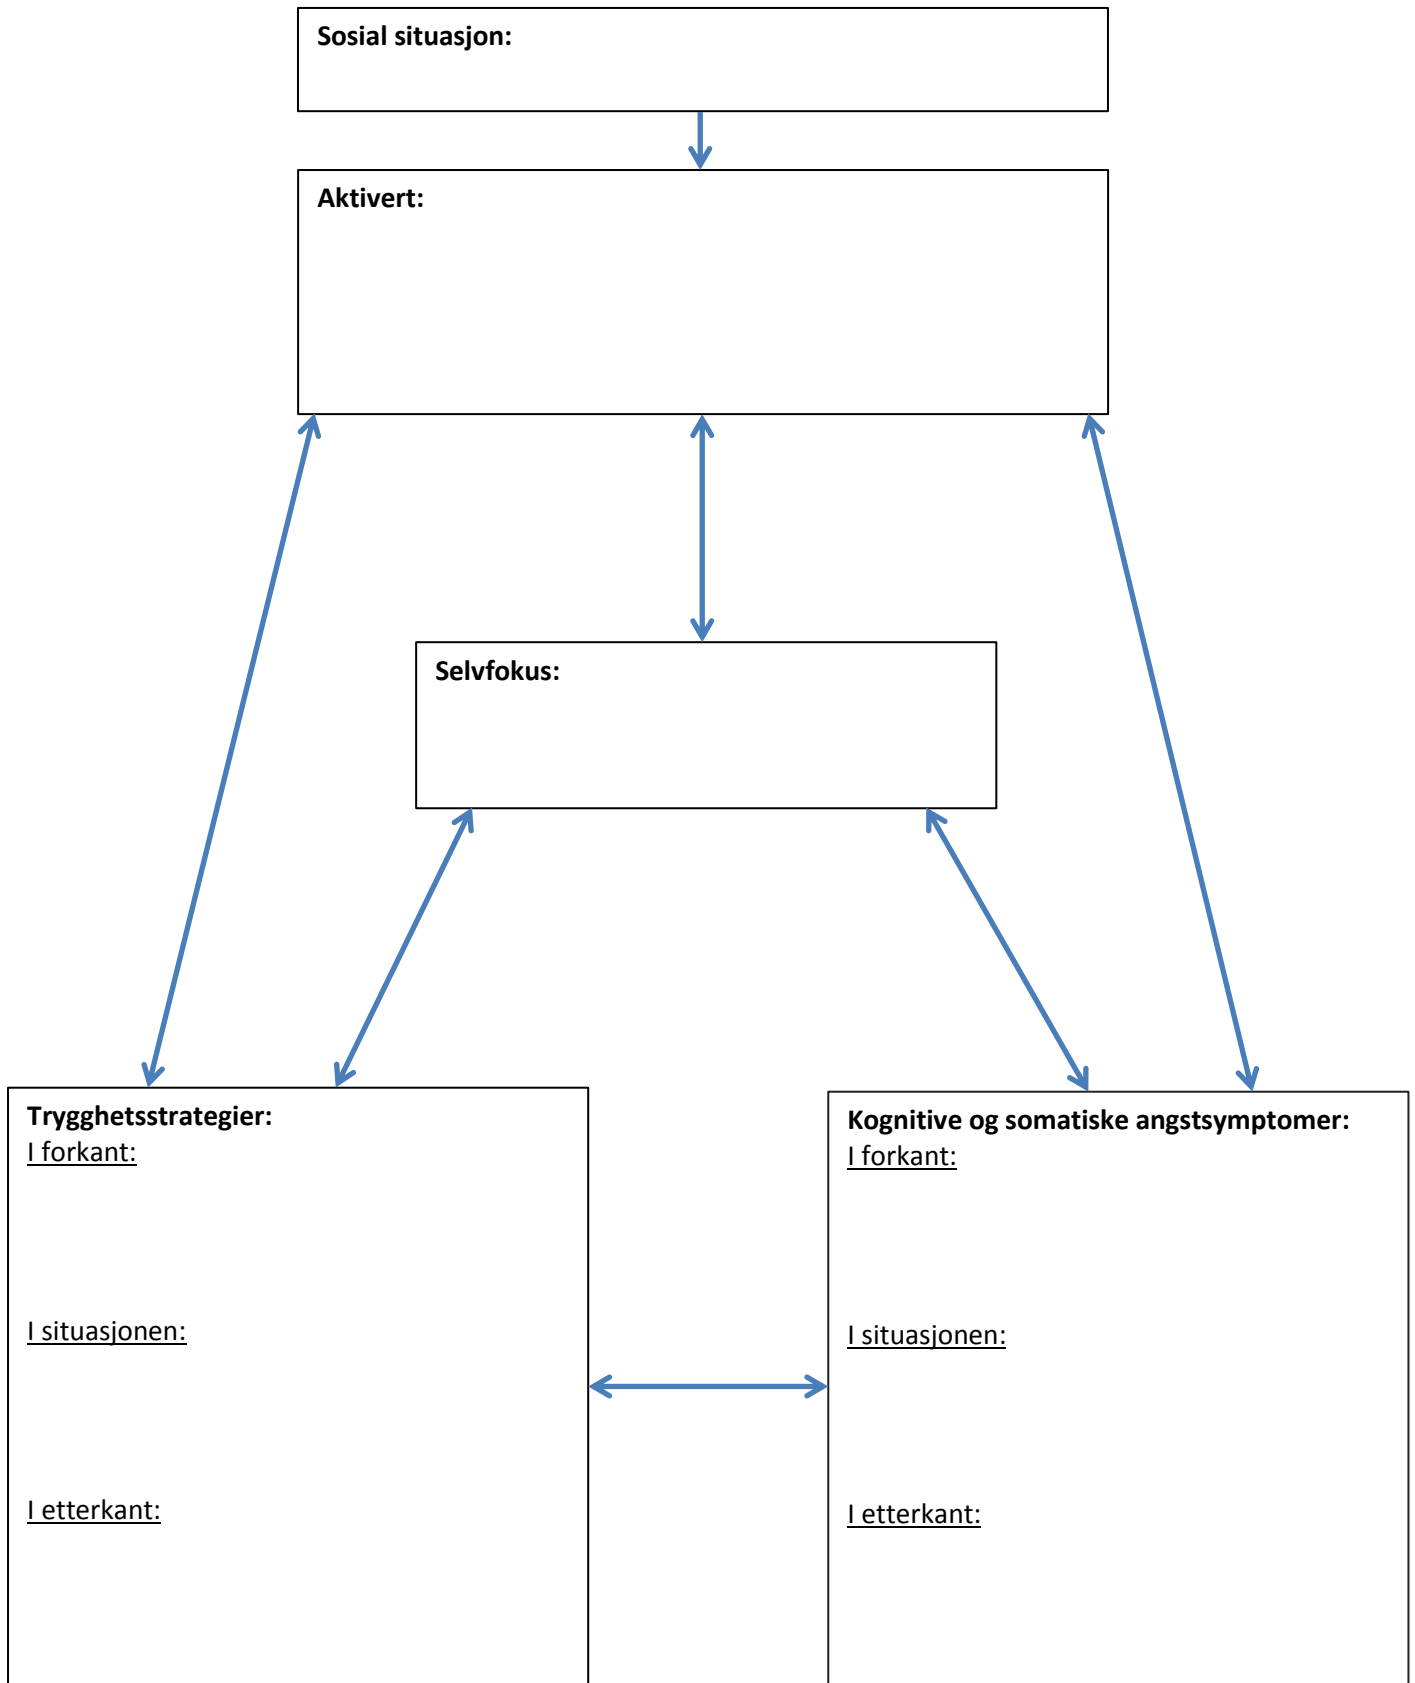 Sosial situasjon:
Aktivert:
Selvfokus:
Trygghetsstrategier:
I forkant:
I situasjonen:
I etterkant:
Kognitive og somatiske angstsymptomer:
I forkant:
I situasjonen:
I etterkant: